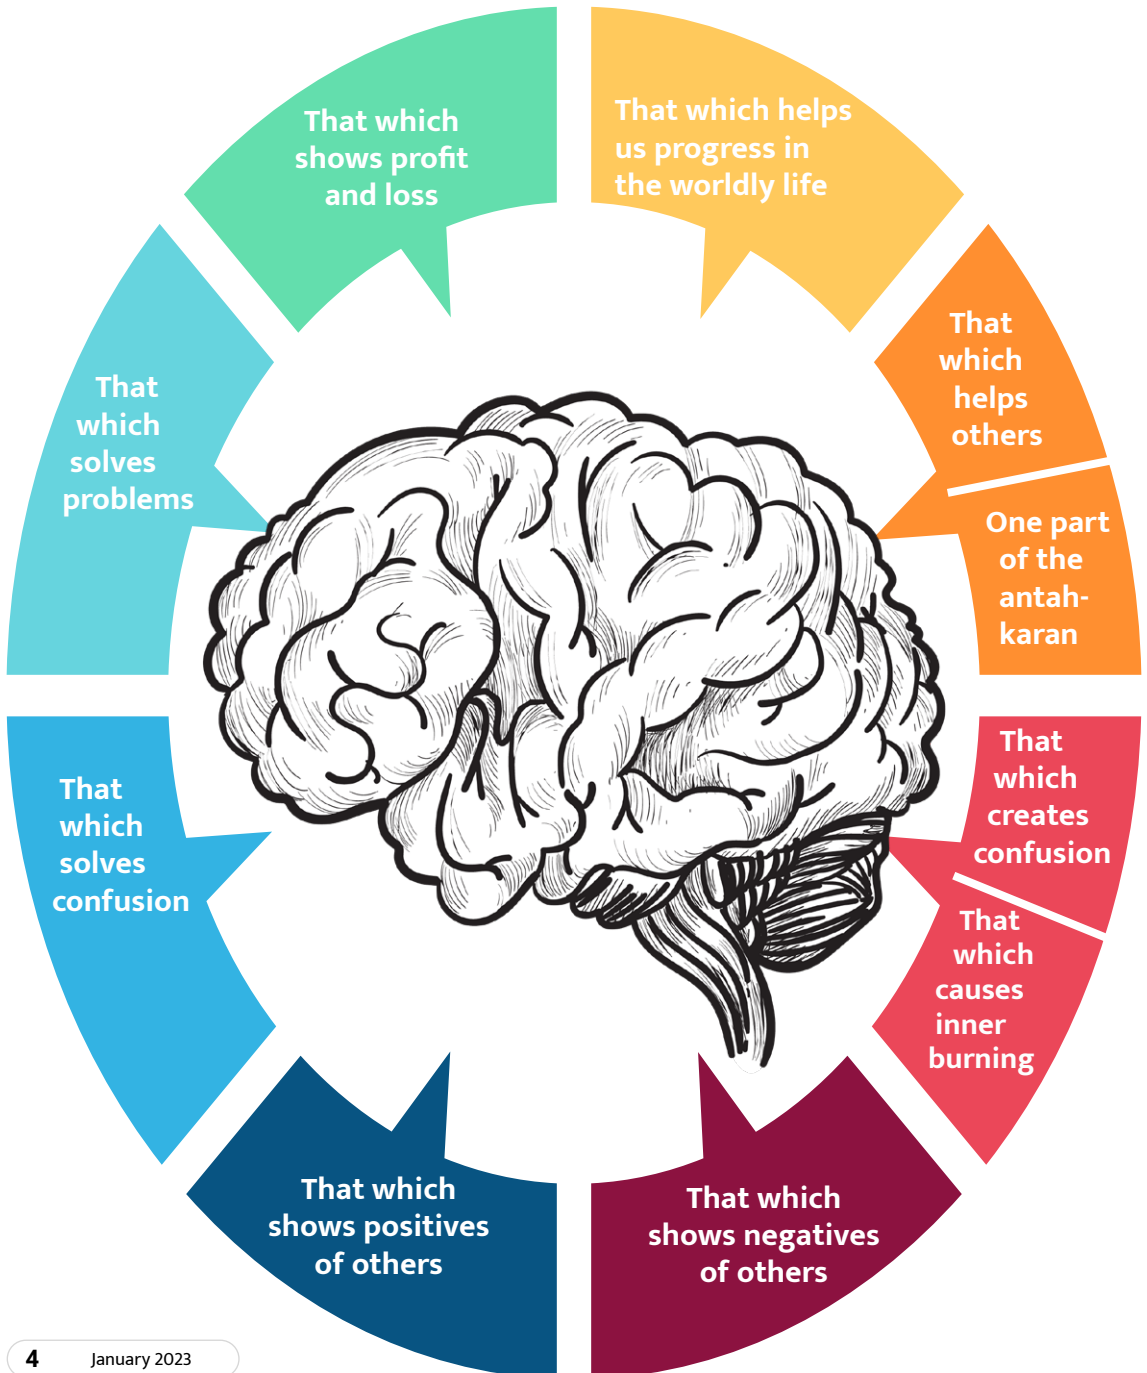 That which
shows profit
and loss
That which helps
us progress in
the worldly life
That
which
helps
others
One part
of the
antah-
karan
That
which
creates
confusion
That
which
causes
inner
burning
That which
shows negatives
of others
That which
shows positives
of others
That
which
solves
confusion
That
which
solves
problems
4 January 2023